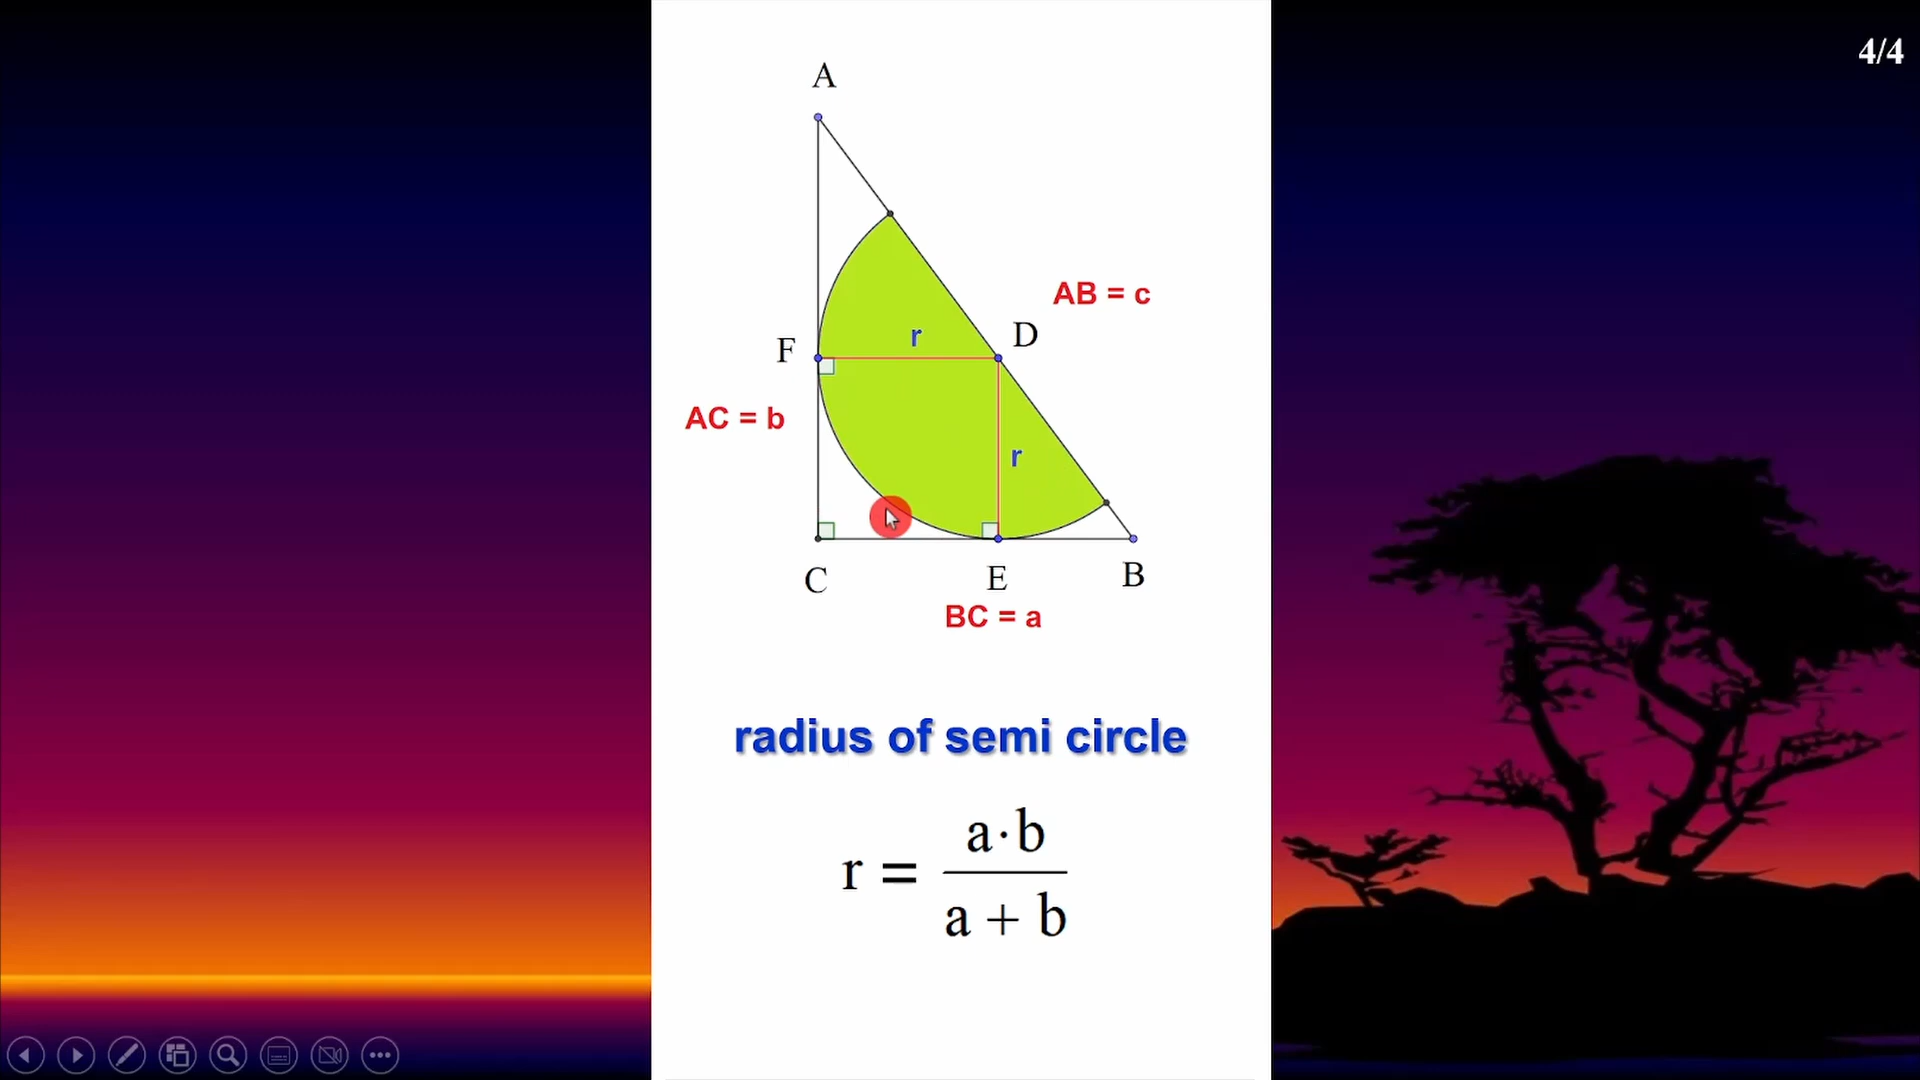 4/4
A
AB = c
r
D
F
AC = b
r
C
E
B
BC = a
radius of semi circle
r = a·b
a + b